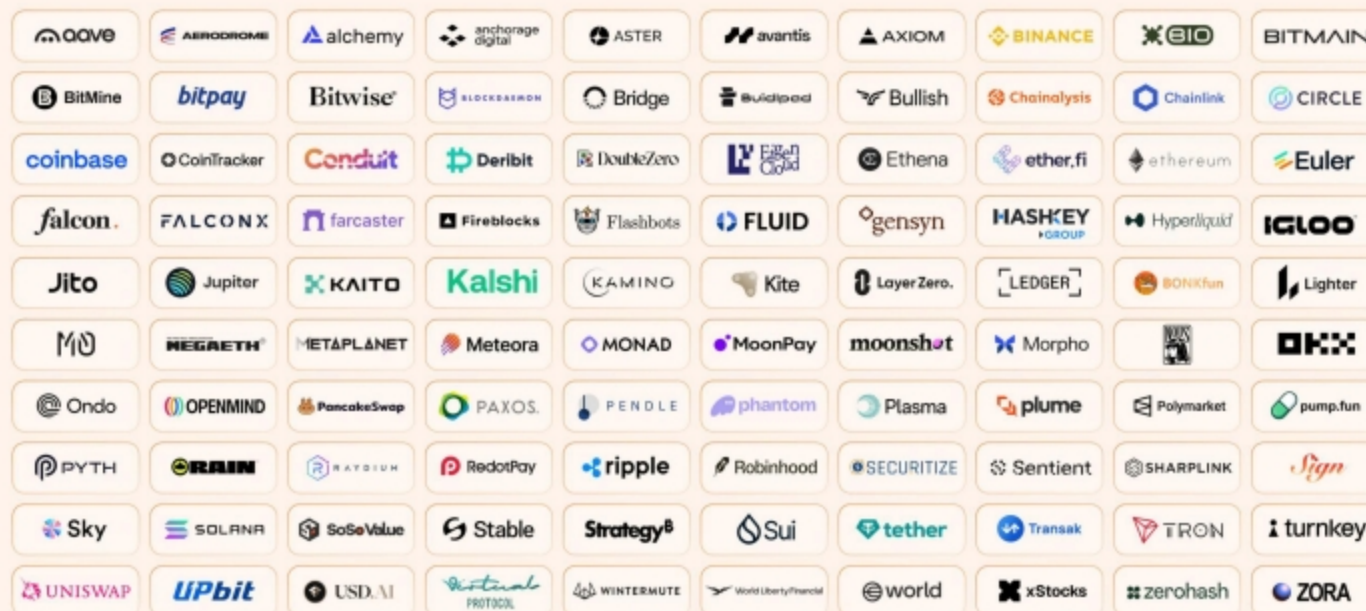 aave AERODROME alchemy anchorage digital ASTER avantis AXIOM BINANCE BIO BITMAIN
BitMine bitpay Bitwise® BLOCKDAEMON Bridge Buidlpad Bullish Chainalysis Chainlink CIRCLE
coinbase CoinTracker Conduit Deribit DoubleZero Eigen Cloud Ethena ether.fi ethereum Euler
falcon. FALCONX farcaster Fireblocks Flashbots FLUID gensyn HASHKEY GROUP Hyperliquid IGLOO
Jito Jupiter KAITO Kalshi KAMINO Kite LayerZero. [LEDGER] BONKfun Lighter
M0 MEGAETH METAPLANET Meteora MONAD MoonPay moonshot Morpho OKX
Ondo OPENMIND PancakeSwap PAXOS. PENDLE phantom Plasma plume Polymarket pump.fun
PYTH RAIN RAYDIUM RedotPay ripple Robinhood SECURITIZE Sentient SHARPLINK Sign
Sky SOLANA SoSoValue Stable StrategyB Sui tether Transak TRON turnkey
UNISWAP UPbit USD.AI Virtuals PROTOCOL WINTERMUTE World Liberty Financial world xStocks zerohash ZORA